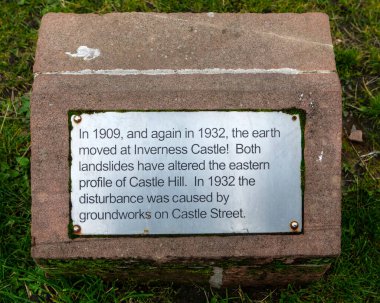 In 1909, and again in 1932, the earth
moved at Inverness Castle! Both
landslides have altered the eastern
profile of Castle Hill. In 1932 the
disturbance was caused by
groundworks on Castle Street.